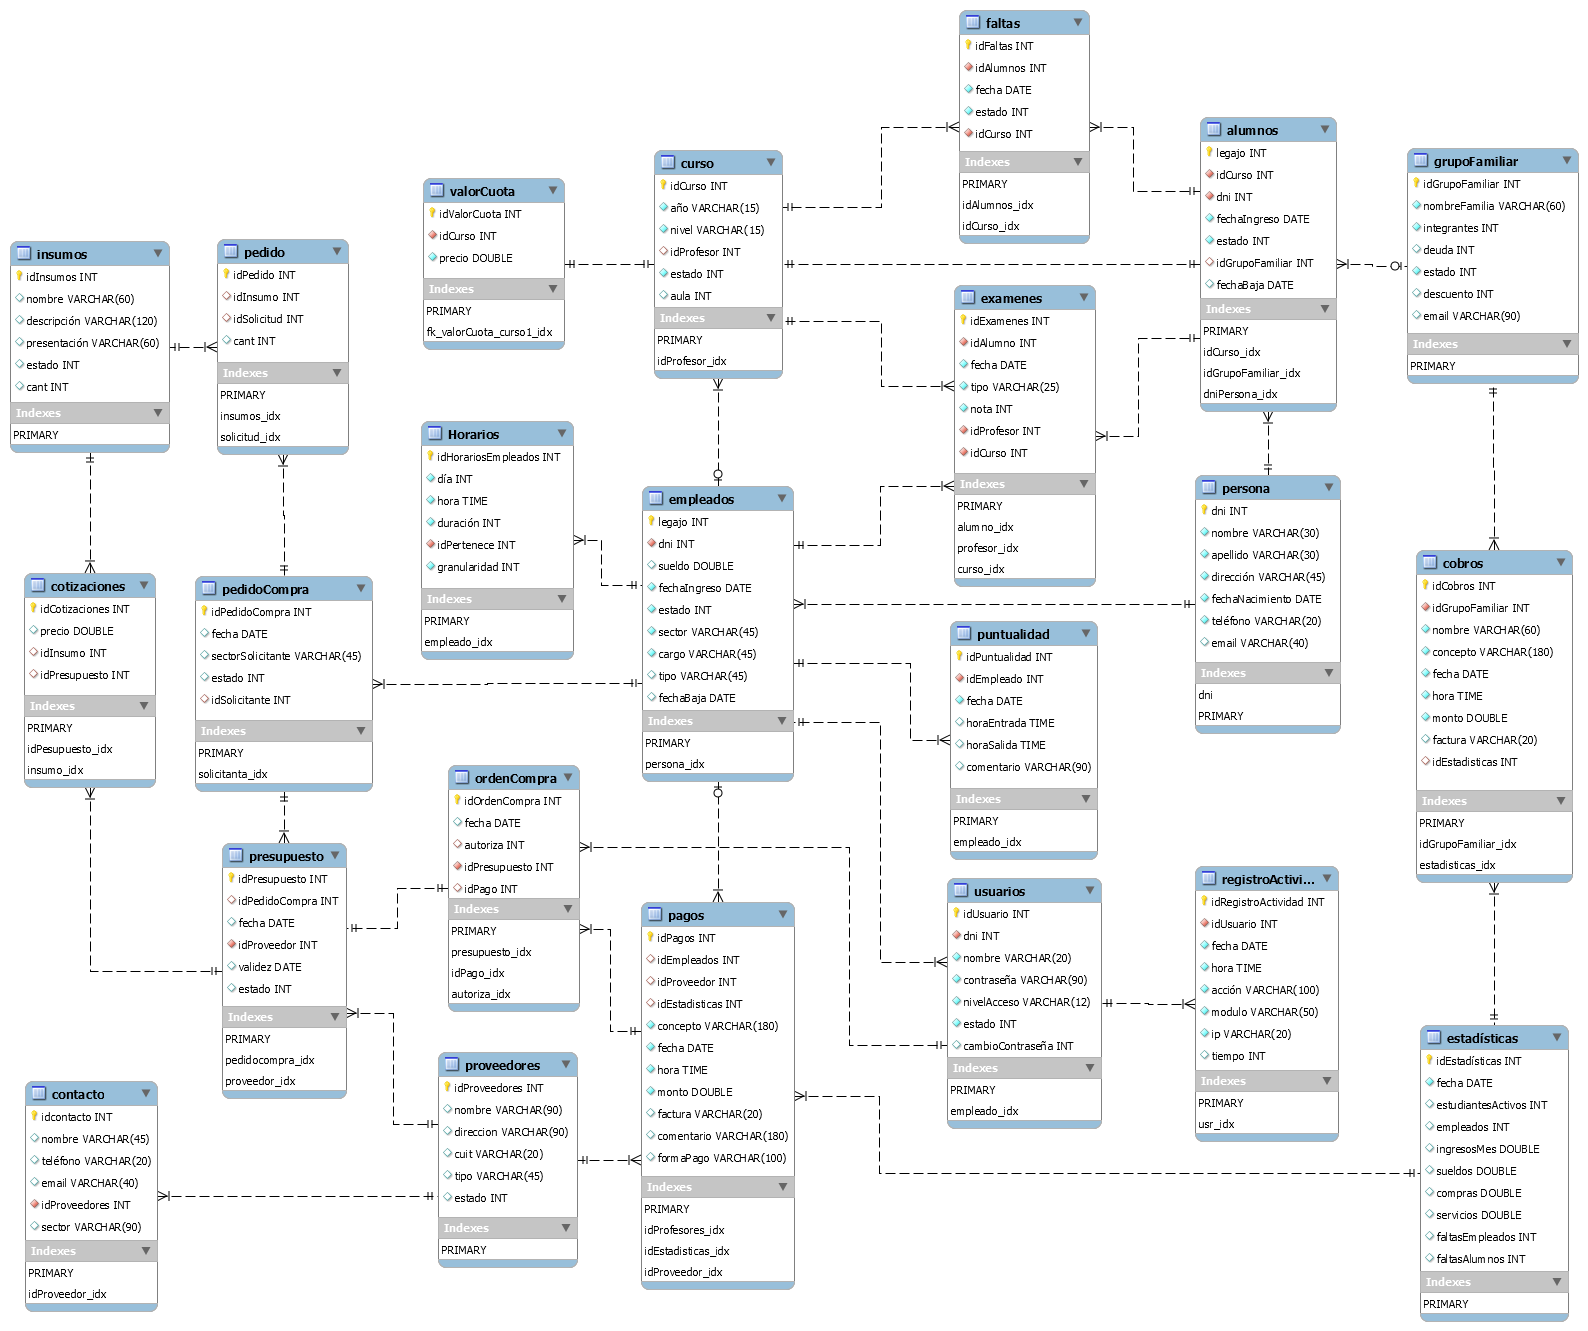 faltas
idFaltas INT
idAlumnos INT
fecha DATE
estado INT
idCurso INT
Indexes
PRIMARY
idAlumnos_idx
idCurso_idx
alumnos
legajo INT
idCurso INT
dni INT
fechaIngreso DATE
estado INT
idGrupoFamiliar INT
fechaBaja DATE
Indexes
PRIMARY
idCurso_idx
idGrupoFamiliar_idx
dniPersona_idx
grupoFamiliar
idGrupoFamiliar INT
nombreFamilia VARCHAR(60)
integrantes INT
deuda INT
estado INT
descuento INT
email VARCHAR(90)
Indexes
PRIMARY
curso
idCurso INT
año VARCHAR(15)
nivel VARCHAR(15)
idProfesor INT
estado INT
aula INT
Indexes
PRIMARY
idProfesor_idx
valorCuota
idValorCuota INT
idCurso INT
precio DOUBLE
Indexes
PRIMARY
fk_valorCuota_curso1_idx
insumos
idInsumos INT
nombre VARCHAR(60)
descripción VARCHAR(120)
presentación VARCHAR(60)
estado INT
cant INT
Indexes
PRIMARY
pedido
idPedido INT
idInsumo INT
idSolicitud INT
cant INT
Indexes
PRIMARY
insumos_idx
solicitud_idx
examenes
idExamenes INT
idAlumno INT
fecha DATE
tipo VARCHAR(25)
nota INT
idProfesor INT
idCurso INT
Indexes
PRIMARY
alumno_idx
profesor_idx
curso_idx
Horarios
idHorariosEmpleados INT
día INT
hora TIME
duración INT
idPertenece INT
granularidad INT
Indexes
PRIMARY
empleado_idx
empleados
legajo INT
dni INT
sueldo DOUBLE
fechaIngreso DATE
estado INT
sector VARCHAR(45)
cargo VARCHAR(45)
tipo VARCHAR(45)
fechaBaja DATE
Indexes
PRIMARY
persona_idx
persona
dni INT
nombre VARCHAR(30)
apellido VARCHAR(30)
dirección VARCHAR(45)
fechaNacimiento DATE
teléfono VARCHAR(20)
email VARCHAR(40)
Indexes
dni
PRIMARY
cobros
idCobros INT
idGrupoFamiliar INT
nombre VARCHAR(60)
concepto VARCHAR(180)
fecha DATE
hora TIME
monto DOUBLE
factura VARCHAR(20)
idEstadisticas INT
Indexes
PRIMARY
idGrupoFamiliar_idx
estadisticas_idx
cotizaciones
idCotizaciones INT
precio DOUBLE
idInsumo INT
idPresupuesto INT
Indexes
PRIMARY
idPesupuesto_idx
insumo_idx
pedidoCompra
idPedidoCompra INT
fecha DATE
sectorSolicitante VARCHAR(45)
estado INT
idSolicitante INT
Indexes
PRIMARY
solicitanta_idx
puntualidad
idPuntualidad INT
idEmpleado INT
fecha DATE
horaEntrada TIME
horaSalida TIME
comentario VARCHAR(90)
Indexes
PRIMARY
empleado_idx
ordenCompra
idOrdenCompra INT
fecha DATE
autoriza INT
idPresupuesto INT
idPago INT
Indexes
PRIMARY
presupuesto_idx
idPago_idx
autoriza_idx
presupuesto
idPresupuesto INT
idPedidoCompra INT
fecha DATE
idProveedor INT
validez DATE
estado INT
Indexes
PRIMARY
pedidocompra_idx
proveedor_idx
pagos
idPagos INT
idEmpleados INT
idProveedor INT
idEstadisticas INT
concepto VARCHAR(180)
fecha DATE
hora TIME
monto DOUBLE
factura VARCHAR(20)
comentario VARCHAR(180)
formaPago VARCHAR(100)
Indexes
PRIMARY
idProfesores_idx
idEstadisticas_idx
idProveedor_idx
usuarios
idUsuario INT
dni INT
nombre VARCHAR(20)
contraseña VARCHAR(90)
nivelAcceso VARCHAR(12)
estado INT
cambioContraseña INT
Indexes
PRIMARY
empleado_idx
registroActivi...
idRegistroActividad INT
idUsuario INT
fecha DATE
hora TIME
acción VARCHAR(100)
modulo VARCHAR(50)
ip VARCHAR(20)
tiempo INT
Indexes
PRIMARY
usr_idx
estadísticas
idEstadísticas INT
fecha DATE
estudiantesActivos INT
empleados INT
ingresosMes DOUBLE
sueldos DOUBLE
compras DOUBLE
servicios DOUBLE
faltasEmpleados INT
faltasAlumnos INT
Indexes
PRIMARY
proveedores
idProveedores INT
nombre VARCHAR(90)
direccion VARCHAR(90)
cuit VARCHAR(20)
tipo VARCHAR(45)
estado INT
Indexes
PRIMARY
contacto
idcontacto INT
nombre VARCHAR(45)
teléfono VARCHAR(20)
email VARCHAR(40)
idProveedores INT
sector VARCHAR(90)
Indexes
PRIMARY
idProveedor_idx